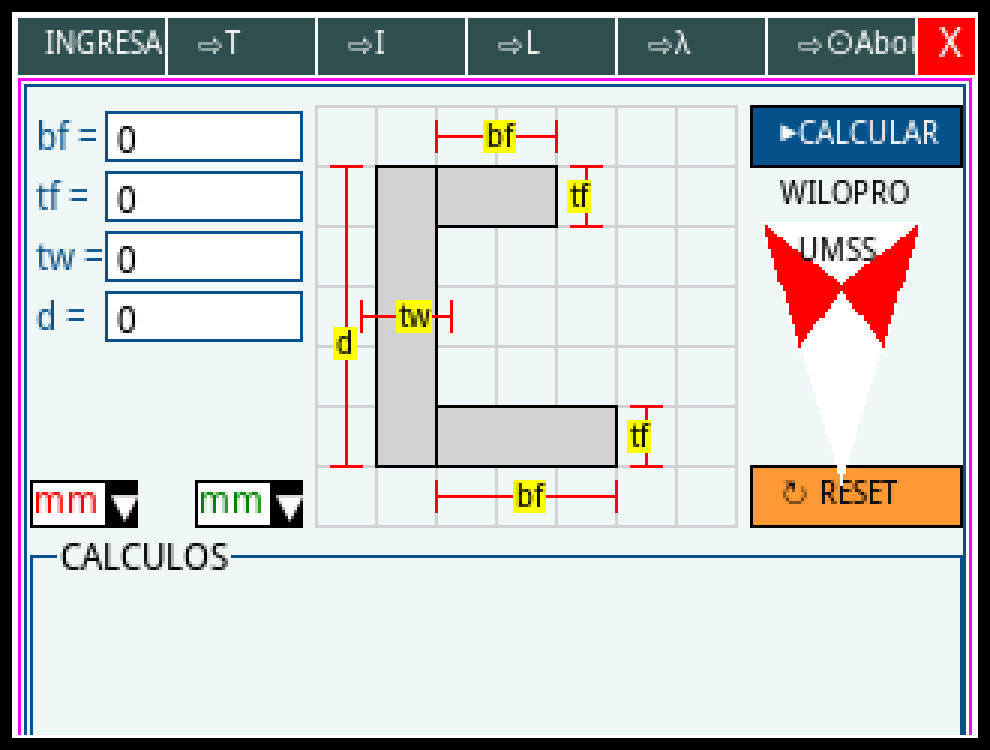 INGRESA ⇨T ⇨I ⇨L ⇨λ ⇨⊙Abo X
bf = 0
tf = 0
tw = 0
d = 0
mm ▼ mm ▼
bf
tf
tw
d
tf
bf
►CALCULAR
WILOPRO
UMSS
↻ RESET
CALCULOS